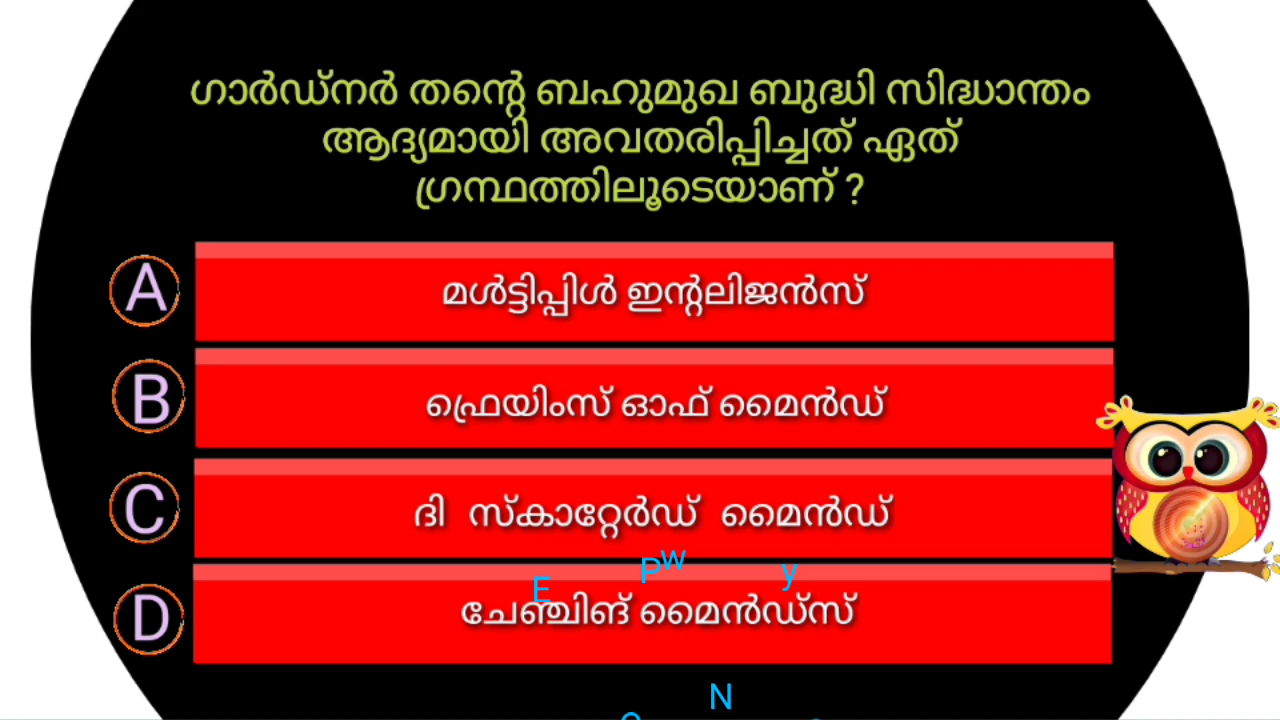 ഗാർഡ്നർ തന്റെ ബഹുമുഖ ബുദ്ധി സിദ്ധാന്തം
ആദ്യമായി അവതരിപ്പിച്ചത് ഏത്
ഗ്രന്ഥത്തിലൂടെയാണ് ?
A
മൾട്ടിപ്പിൾ ഇന്റലിജൻസ്
B
ഫ്രെയിംസ് ഓഫ് മൈൻഡ്
C
ദി സ്കാറ്റേർഡ് മൈൻഡ്
E P W y
D
ചേഞ്ചിങ് മൈൻഡ്സ്
N